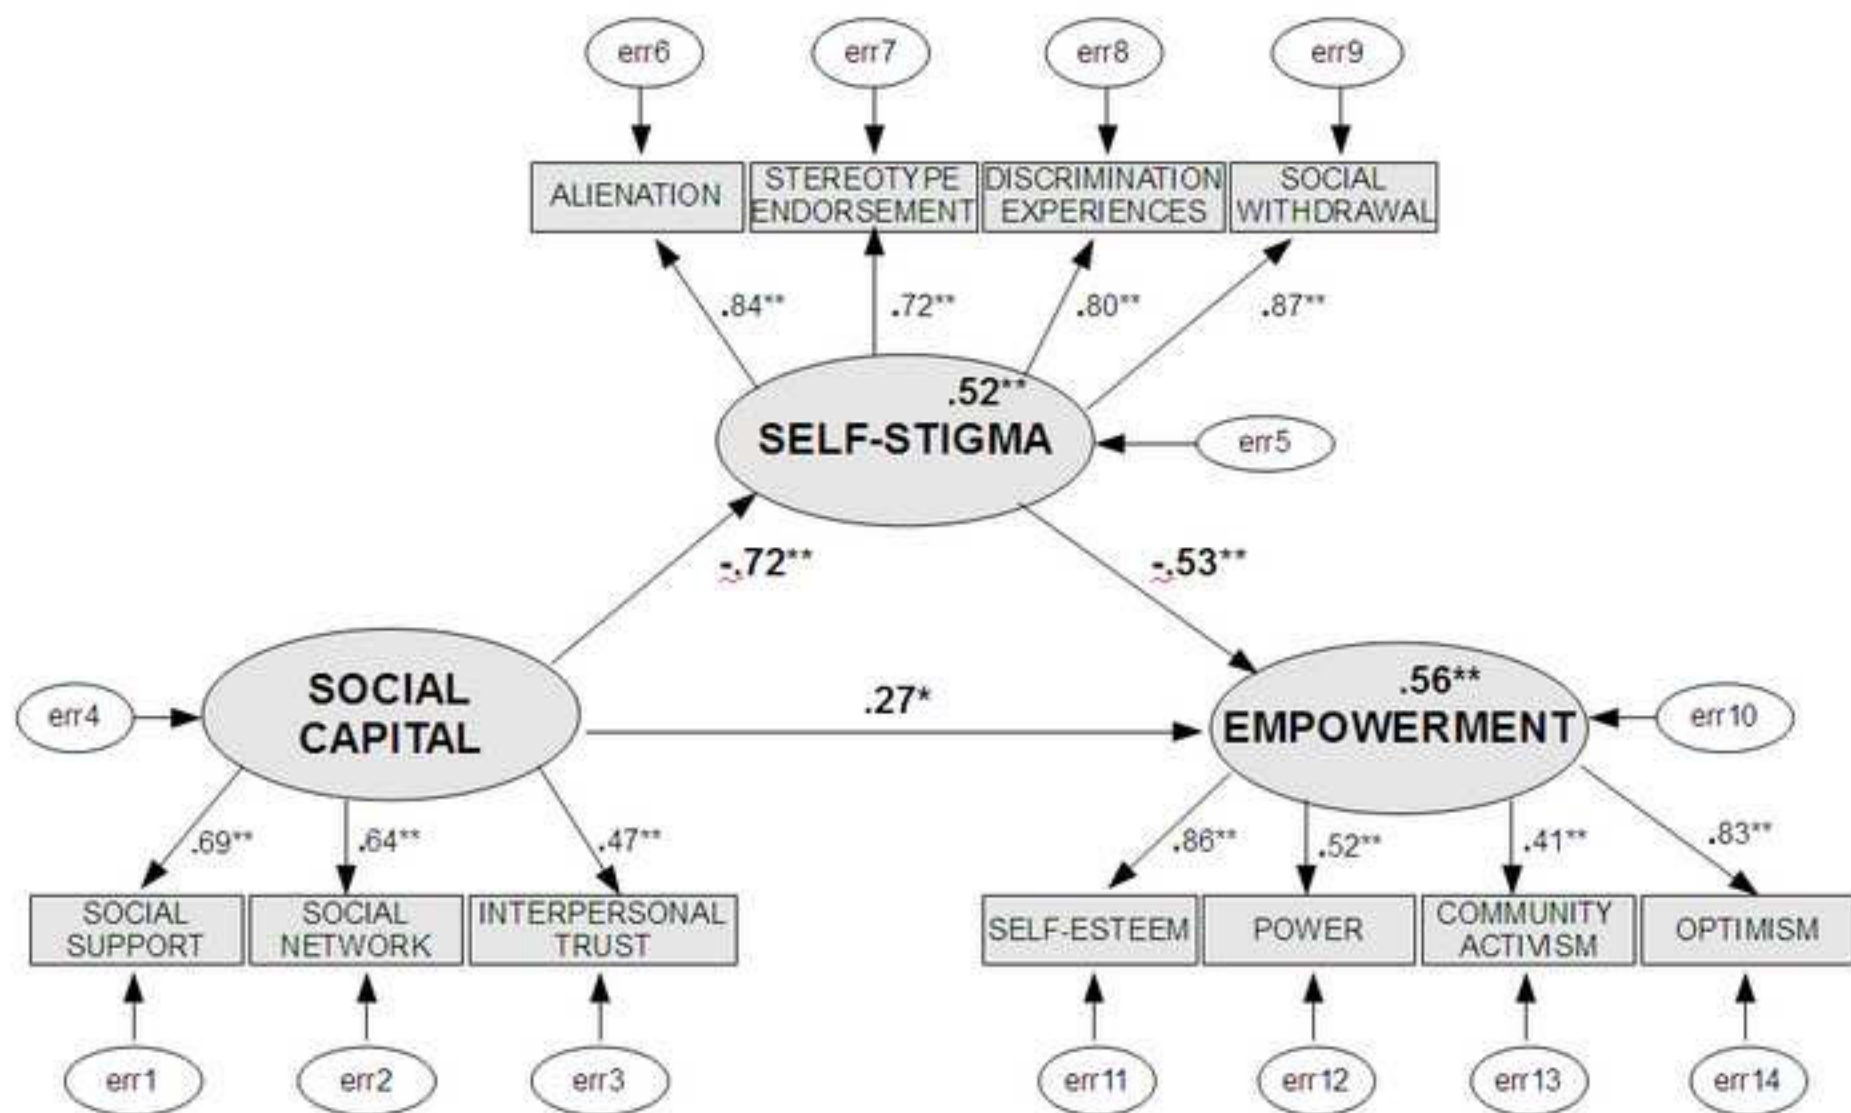 err6
err7
err8
err9
ALIENATION
STEREOTYPE
ENDORSEMENT
DISCRIMINATION
EXPERIENCES
SOCIAL
WITHDRAWAL
.84**
.72**
.80**
.87**
.52**
SELF-STIGMA
err5
-.72**
-.53**
SOCIAL
CAPITAL
err4
.27*
.56**
EMPOWERMENT
err10
.69**
.64**
.47**
.86**
.52**
.41**
.83**
SOCIAL
SUPPORT
SOCIAL
NETWORK
INTERPERSONAL
TRUST
SELF-ESTEEM
POWER
COMMUNITY
ACTIVISM
OPTIMISM
err1
err2
err3
err11
err12
err13
err14